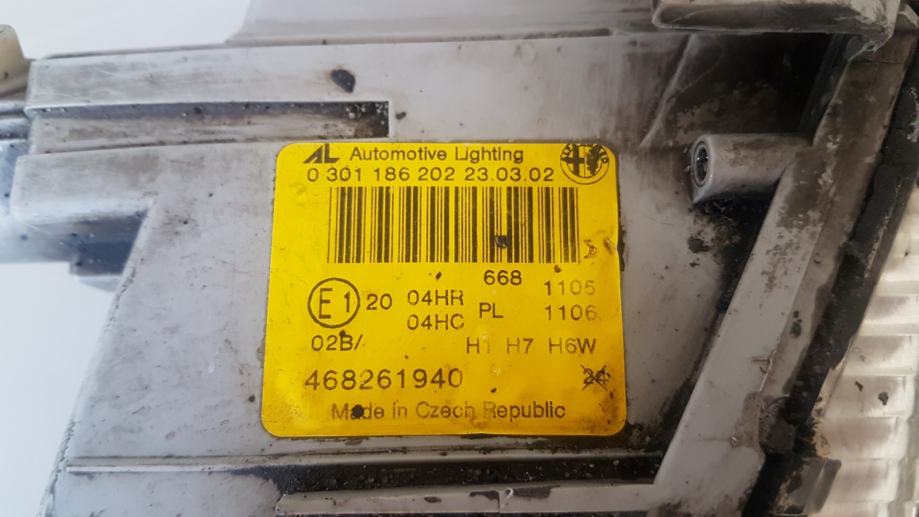 AL Automotive Lighting
0 301 186 202 23.03.02
668
E1 20 04HR PL 1105
04HC 1106
02B/ H1 H7 H6W
468261940 24
Made in Czech Republic